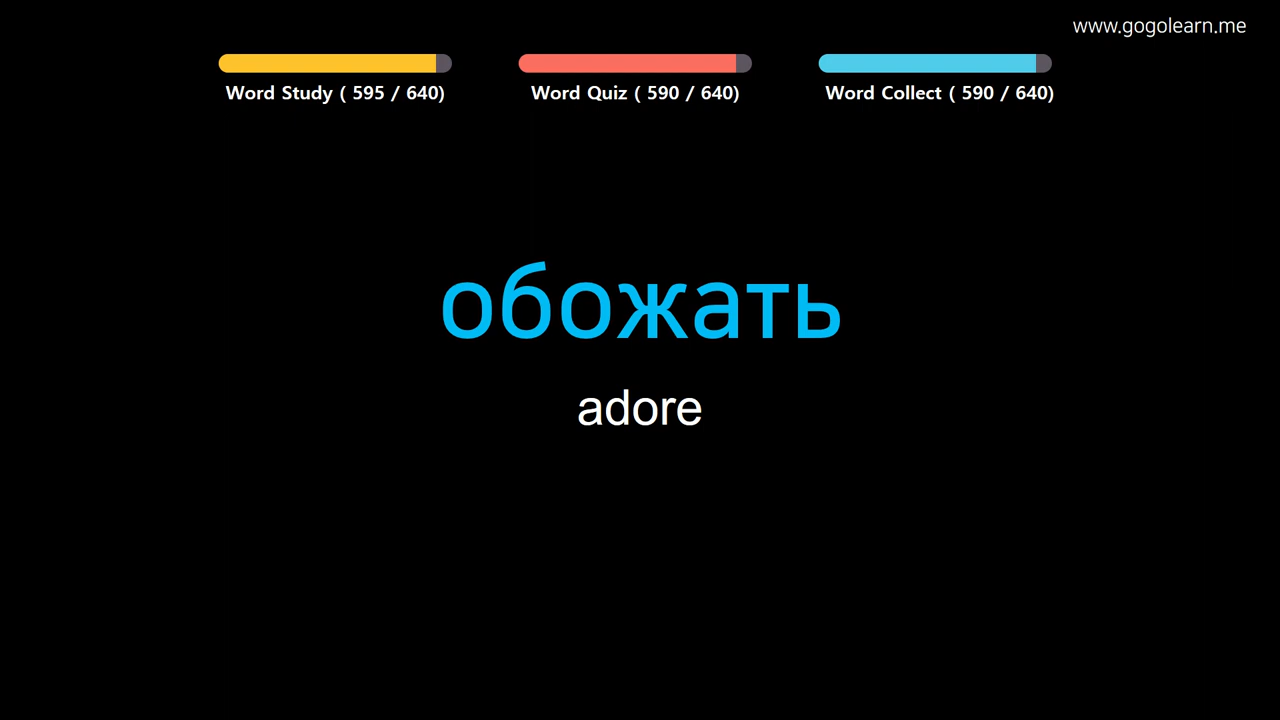 www.gogolearn.me
Word Study ( 595 / 640)
Word Quiz ( 590 / 640)
Word Collect ( 590 / 640)
обожать
adore